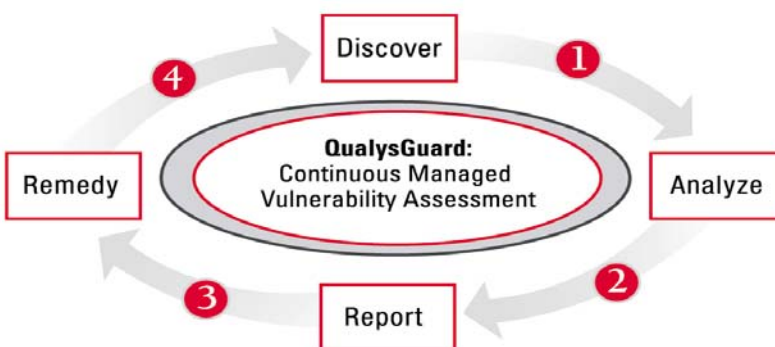 Discover
1
4
QualysGuard:
Continuous Managed
Vulnerability Assessment
Remedy
Analyze
3
2
Report